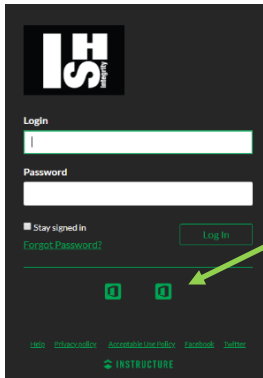 ISH
integrity
Login
Password
Stay signed in
Forgot Password?
Log In
Help Privacy policy Acceptable Use Policy Facebook Twitter
INSTRUCTURE